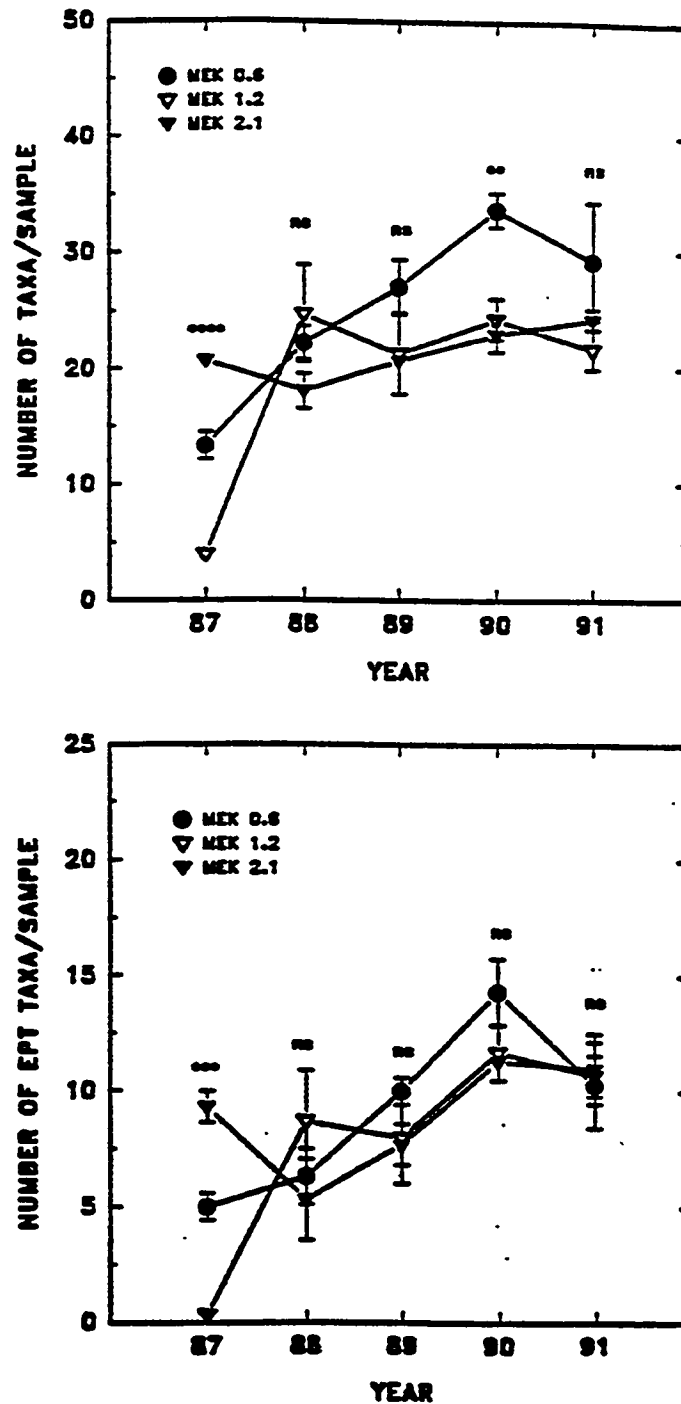 50
40
30
20
10
0
NUMBER OF TAXA/SAMPLE
MEK 0.6
MEK 1.2
MEK 2.1
****
ns
ns
**
ns
87 88 89 90 91
YEAR
25
20
15
10
5
0
NUMBER OF EPT TAXA/SAMPLE
MEK 0.6
MEK 1.2
MEK 2.1
***
ns
ns
ns
ns
87 88 89 90 91
YEAR